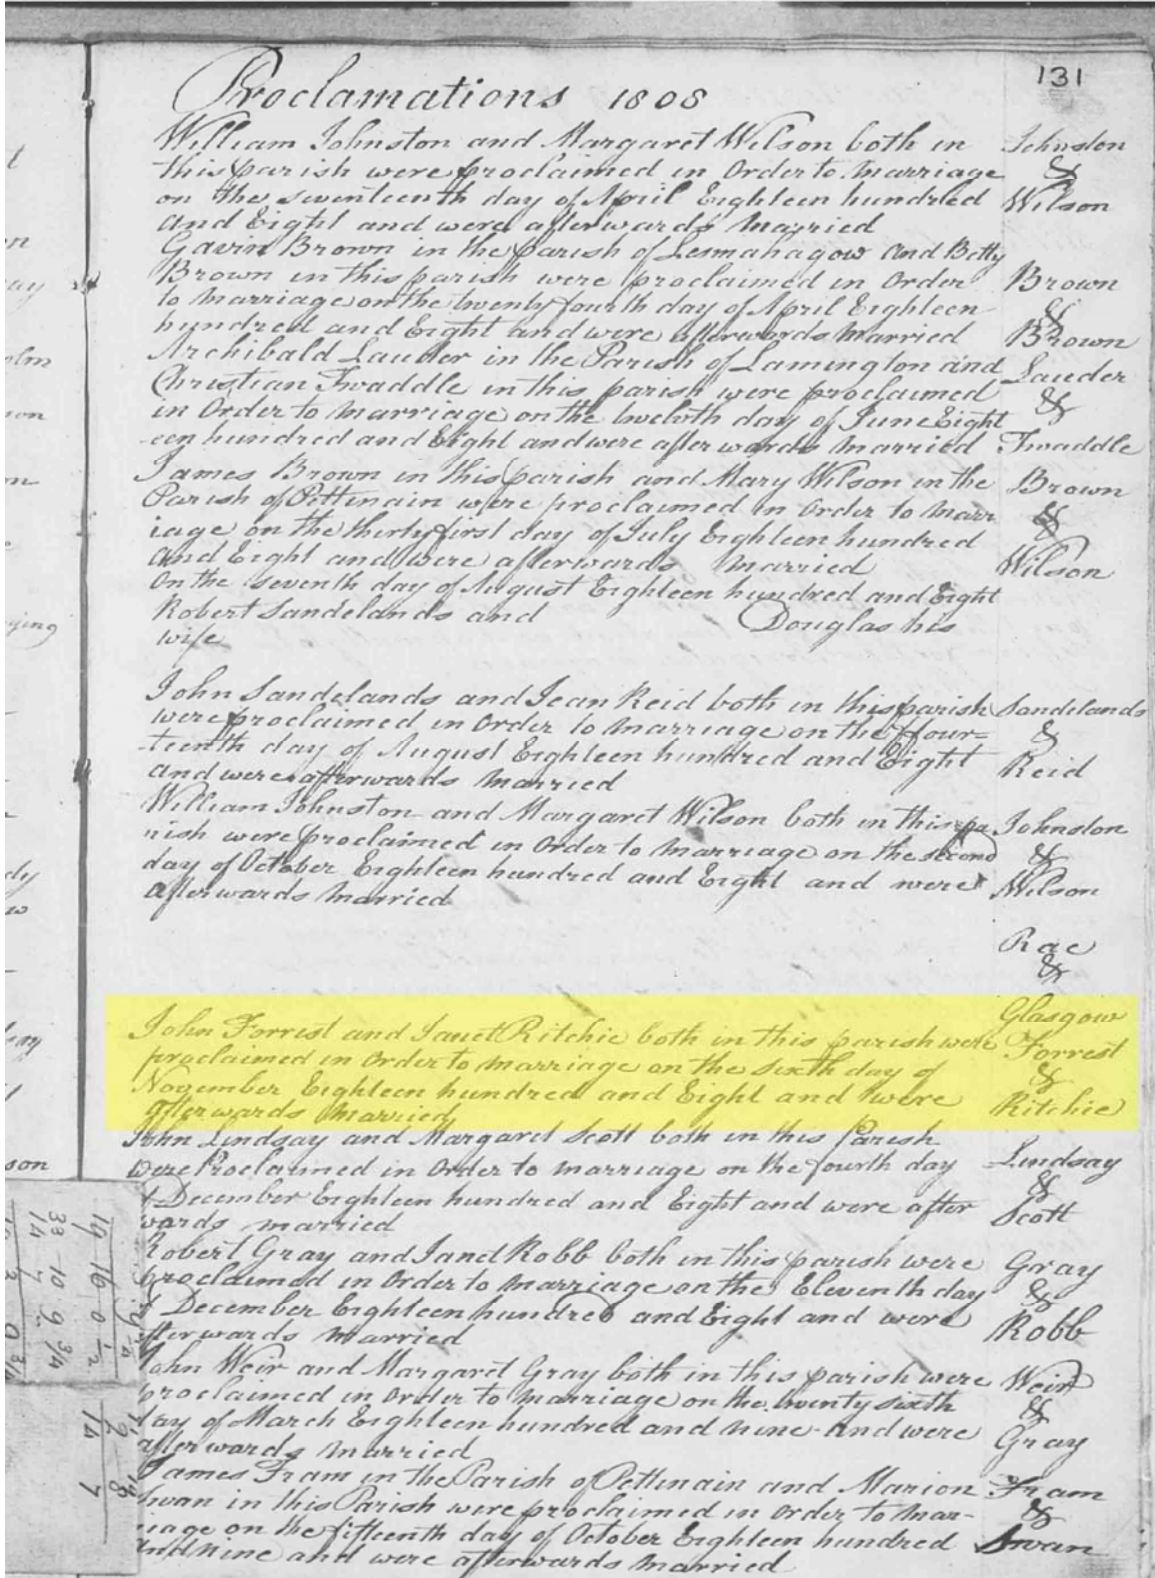 131
Proclamations 1808
William Johnston and Margaret Wilson both in
this parish were proclaimed in Order to marriage
on the seventeenth day of April Eighteen hundred
and Eight and were afterwards Married
Johnston
&
Wilson
Gavin Brown in the parish of Lesmahagow and Betty
Brown in this parish were proclaimed in Order
to marriage on the twenty fourth day of April Eighteen
hundred and Eight and were afterwards Married
Brown
&
Brown
Archibald Lauder in the Parish of Lamington and
Christian Twaddle in this parish were proclaimed
in Order to marriage on the twelvth day of June Eight
-een hundred and Eight and were after wards Married
Lauder
&
Twaddle
James Brown in this parish and Mary Wilson in the
Parish of Pettinain were proclaimed in Order to marr
iage on the thirty first day of July Eighteen hundred
and Eight and were afterwards Married
Brown
&
Wilson
On the seventh day of August Eighteen hundred and Eight
Robert Sandelands and Douglas his
wife
John Sandelands and Jean Reid both in this parish
were proclaimed in Order to marriage on the ffour=
-teenth day of August Eighteen hundred and Eight
and were afterwards Married
Sandelands
&
Reid
William Johnston and Margaret Wilson both in this pa
rish were proclaimed in Order to marriage on the second
day of October Eighteen hundred and Eight and were
afterwards Married
Johnston
&
Wilson
Rae
&
Glasgow
John Forrest and Janet Ritchie both in this parish were
proclaimed in Order to marriage on the sixth day of
November Eighteen hundred and Eight and were
afterwards Married
Forrest
&
Ritchie
John Lindsay and Margaret Scott both in this Parish
were Proclaimed in Order to marriage on the fourth day
of December Eighteen hundred and Eight and were after
wards married
Lindsay
&
Scott
Robert Gray and Janet Robb both in this parish were
proclaimed in Order to marriage on the Eleventh day
of December Eighteen hundred and Eight and were
afterwards Married
Gray
&
Robb
John Weir and Margaret Gray both in this parish were
proclaimed in Order to marriage on the twenty sixth
day of March Eighteen hundred and nine and were
afterwards Married
Weir
&
Gray
James Fram in the Parish of Pettinain and Marion
Swan in this Parish were proclaimed in Order to mar-
riage on the fifteenth day of October Eighteen hundred
and nine and were afterwards Married
Fram
&
Swan